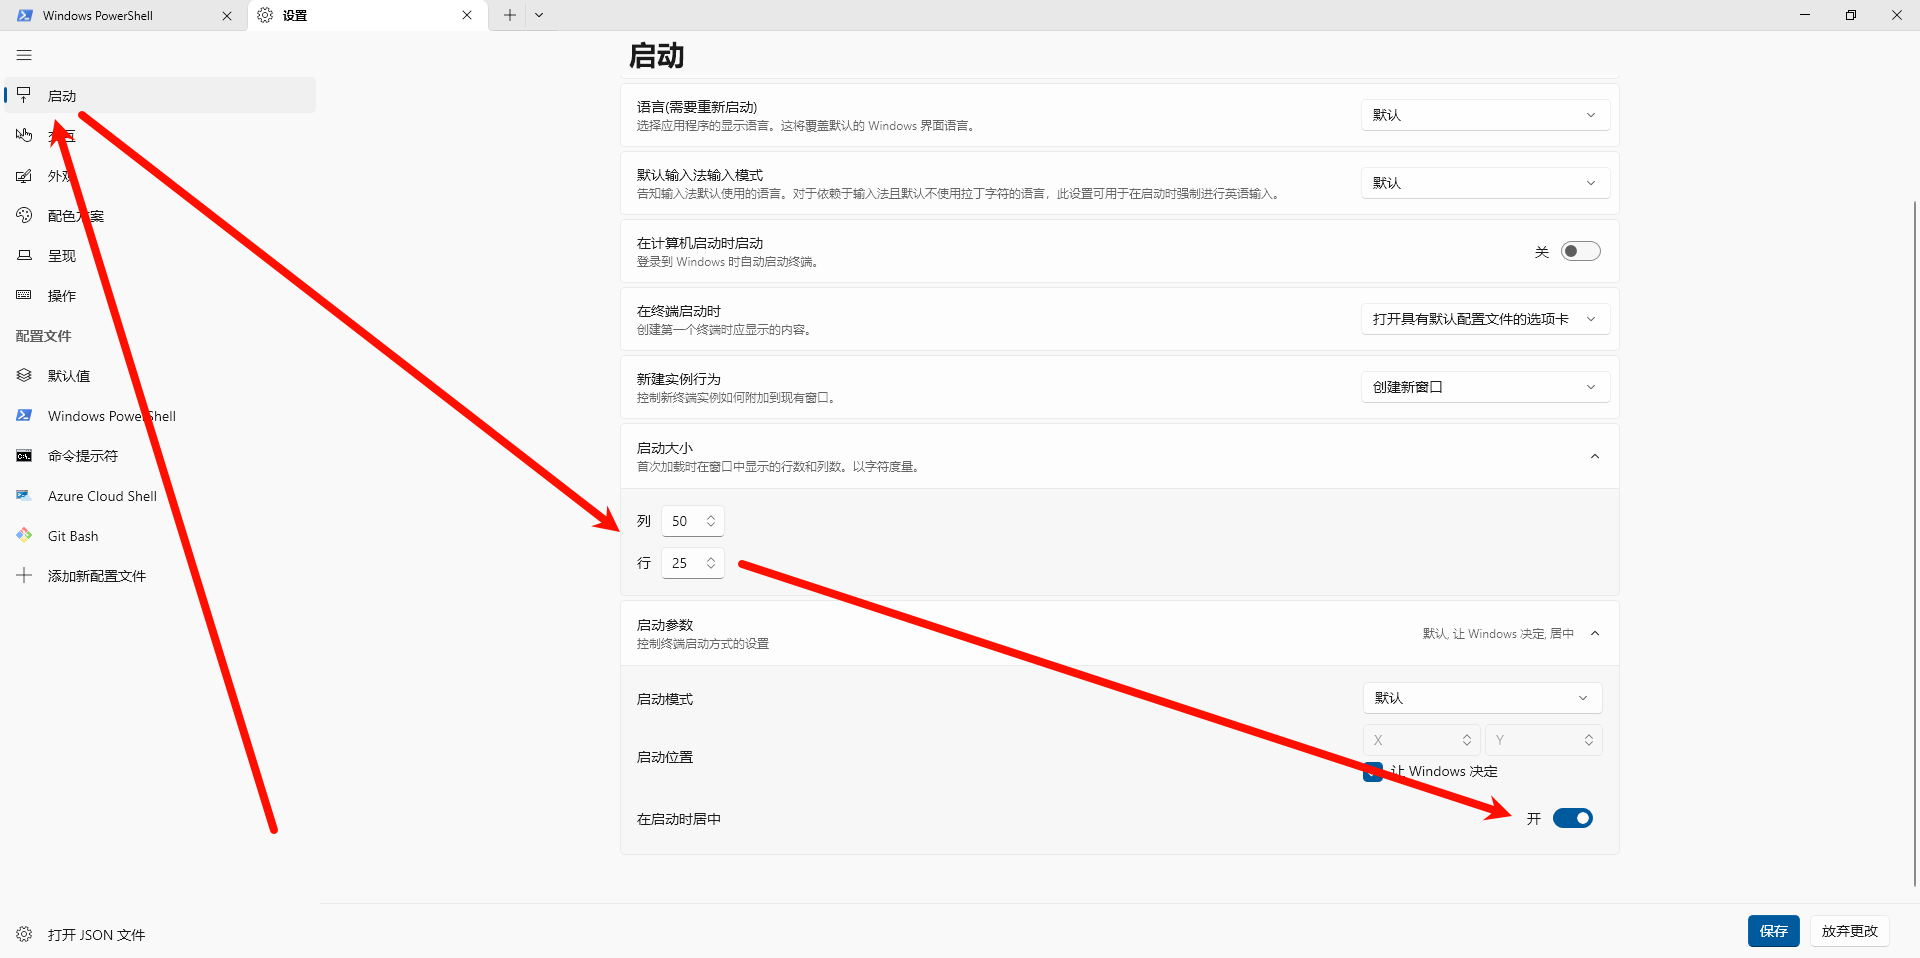 Windows PowerShell
设置
启动
交互
外观
配色方案
呈现
操作
配置文件
默认值
Windows PowerShell
命令提示符
Azure Cloud Shell
Git Bash
添加新配置文件
打开 JSON 文件
启动
语言(需要重新启动)
选择应用程序的显示语言。这将覆盖默认的 Windows 界面语言。
默认
默认输入法输入模式
告知输入法默认使用的语言。对于依赖于输入法且默认不使用拉丁字符的语言，此设置可用于在启动时强制进行英语输入。
默认
在计算机启动时启动
登录到 Windows 时自动启动终端。
关
在终端启动时
创建第一个终端时应显示的内容。
打开具有默认配置文件的选项卡
新建实例行为
控制新终端实例如何附加到现有窗口。
创建新窗口
启动大小
首次加载时在窗口中显示的行数和列数。以字符度量。
列 50
行 25
启动参数
控制终端启动方式的设置
默认, 让 Windows 决定, 居中
启动模式
默认
启动位置
X Y
让 Windows 决定
在启动时居中
开
保存 放弃更改